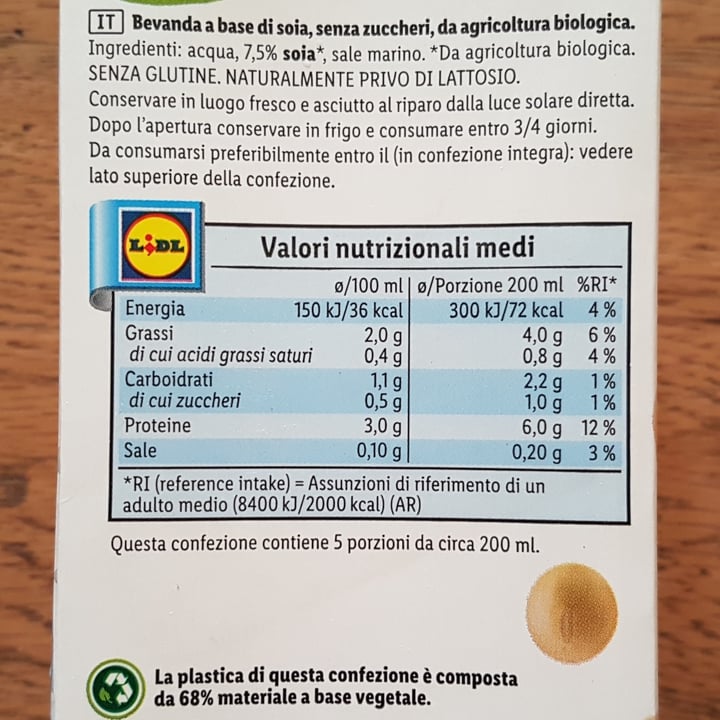 IT Bevanda a base di soia, senza zuccheri, da agricoltura biologica.
Ingredienti: acqua, 7,5% soia*, sale marino. *Da agricoltura biologica.
SENZA GLUTINE. NATURALMENTE PRIVO DI LATTOSIO.
Conservare in luogo fresco e asciutto al riparo dalla luce solare diretta.
Dopo l'apertura conservare in frigo e consumare entro 3/4 giorni.
Da consumarsi preferibilmente entro il (in confezione integra): vedere
lato superiore della confezione.
LIDL
Valori nutrizionali medi
ø/100 ml ø/Porzione 200 ml %RI*
Energia 150 kJ/36 kcal 300 kJ/72 kcal 4 %
Grassi 2,0 g 4,0 g 6 %
di cui acidi grassi saturi 0,4 g 0,8 g 4 %
Carboidrati 1,1 g 2,2 g 1 %
di cui zuccheri 0,5 g 1,0 g 1 %
Proteine 3,0 g 6,0 g 12 %
Sale 0,10 g 0,20 g 3 %
*RI (reference intake) = Assunzioni di riferimento di un
adulto medio (8400 kJ/2000 kcal) (AR)
Questa confezione contiene 5 porzioni da circa 200 ml.
La plastica di questa confezione è composta
da 68% materiale a base vegetale.